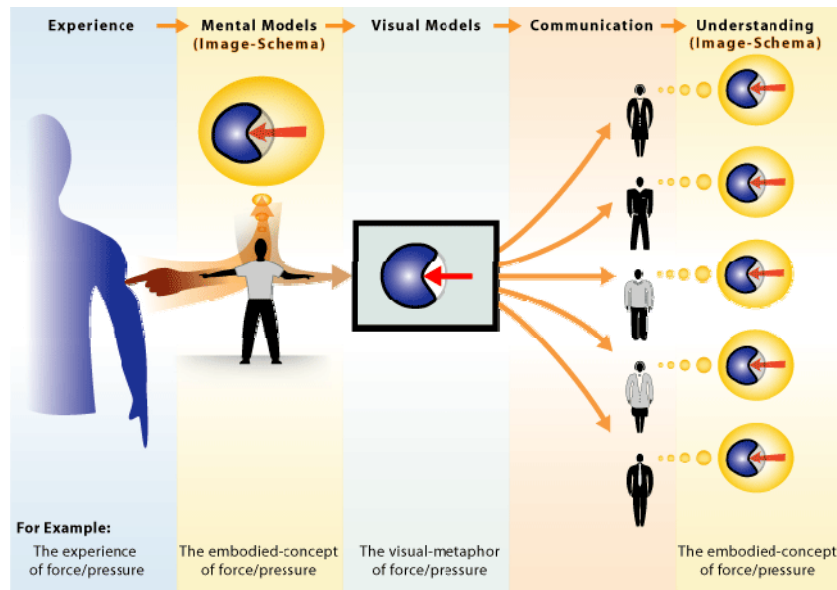 Experience
Mental Models
(Image-Schema)
Visual Models
Communication
Understanding
(Image-Schema)
For Example:
The experience
of force/pressure
The embodied-concept
of force/pressure
The visual-metaphor
of force/pressure
The embodied-concept
of force/pressure